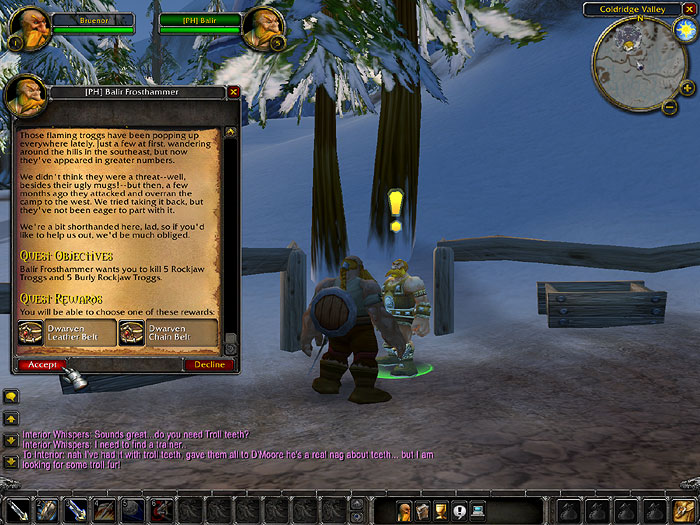 Bruenor
[PH] Balir
Coldridge Valley
N
1
5
[PH] Balir Frosthammer
Those flaming troggs have been popping up
everywhere lately. Just a few at first, wandering
around the hills in the southeast, but now
they've appeared in greater numbers.
We didn't think they were a threat--well,
besides their ugly mugs!--but then, a few
months ago they attacked and overran the
camp to the west. We tried taking it back, but
they've not been eager to part with it.
We're a bit shorthanded here, lad, so if you'd
like to help us out, we'd be much obliged.
Quest Objectives
Balir Frosthammer wants you to kill 5 Rockjaw
Troggs and 5 Burly Rockjaw Troggs.
Quest Rewards
You will be able to choose one of these rewards:
Dwarven
Leather Belt
Dwarven
Chain Belt
Accept
Decline
Interior Whispers: Sounds great...do you need Troll teeth?
Interior Whispers: I need to find a trainer.
To Interior: nah I've had it with troll teeth, gave them all to D'Moore he's a real nag about teeth... but I am
looking for some troll fur!